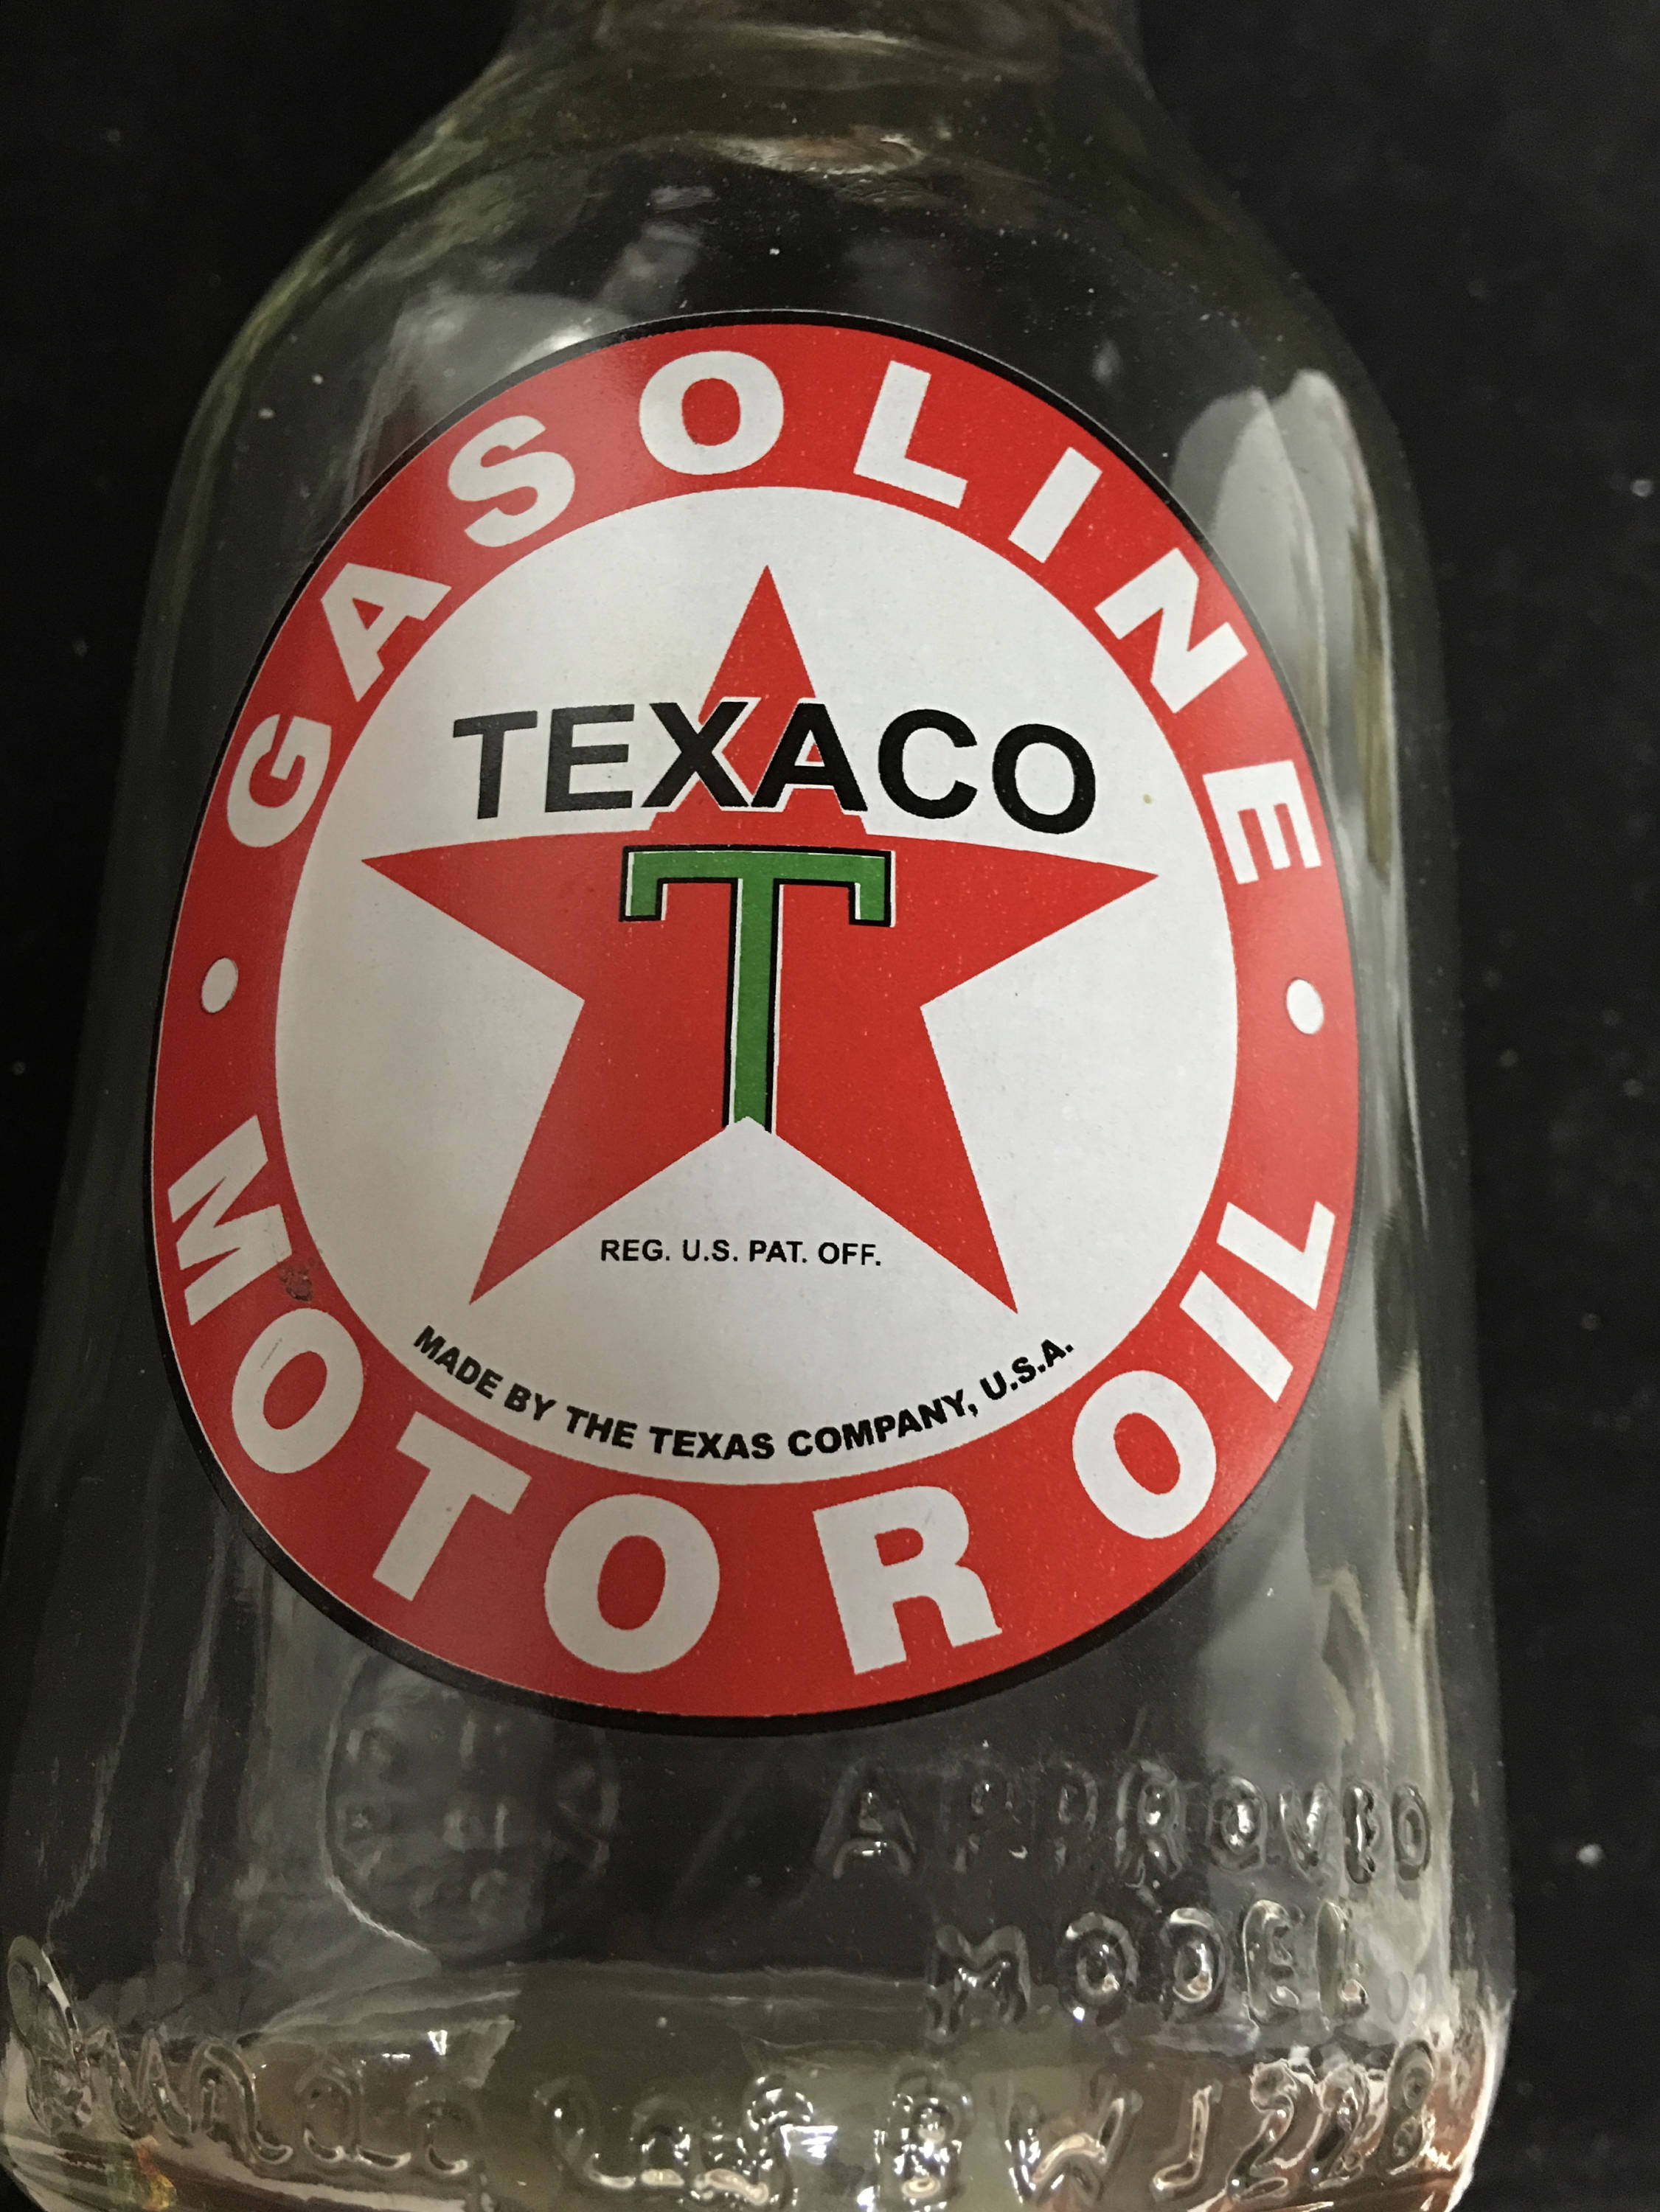 GASOLINE
TEXACO
T
REG. U.S. PAT. OFF.
MADE BY THE TEXAS COMPANY, U.S.A.
• MOTOR OIL •
APPROVED
MODEL